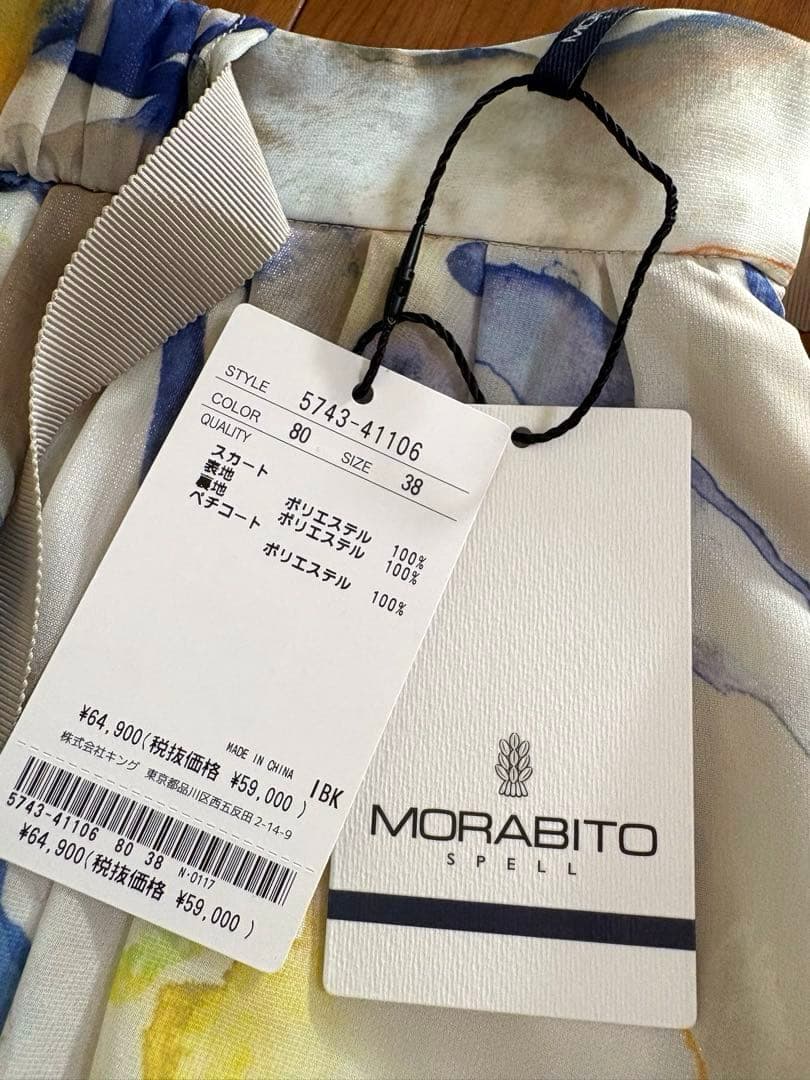 MOR
STYLE 5743-41106
COLOR 80 SIZE 38
QUALITY
スカート
表地 ポリエステル 100%
裏地 ポリエステル 100%
ペチコート
ポリエステル 100%
MADE IN CHINA
¥64,900(税抜価格 ¥59,000) IBK
株式会社キング 東京都品川区西五反田2-14-9
5743-41106 80 38
N-0117
¥64,900(税抜価格 ¥59,000)
MORABITO
SPELL